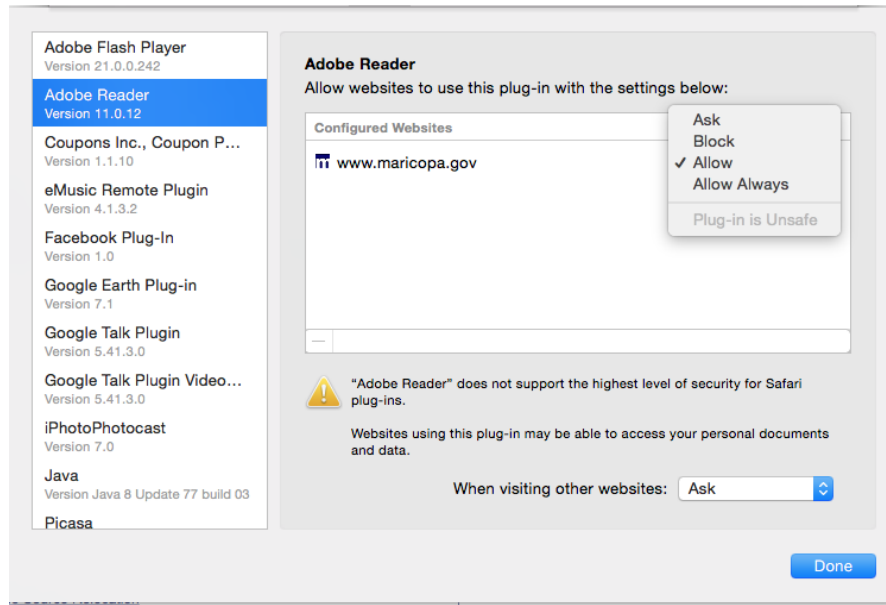 Adobe Flash Player
Version 21.0.0.242
Adobe Reader
Version 11.0.12
Coupons Inc., Coupon P...
Version 1.1.10
eMusic Remote Plugin
Version 4.1.3.2
Facebook Plug-In
Version 1.0
Google Earth Plug-in
Version 7.1
Google Talk Plugin
Version 5.41.3.0
Google Talk Plugin Video...
Version 5.41.3.0
iPhotoPhotocast
Version 7.0
Java
Version Java 8 Update 77 build 03
Picasa
Adobe Reader
Allow websites to use this plug-in with the settings below:
Configured Websites
www.maricopa.gov
Ask
Block
✓ Allow
Allow Always
Plug-in is Unsafe
“Adobe Reader” does not support the highest level of security for Safari
plug-ins.
Websites using this plug-in may be able to access your personal documents
and data.
When visiting other websites: Ask
Done